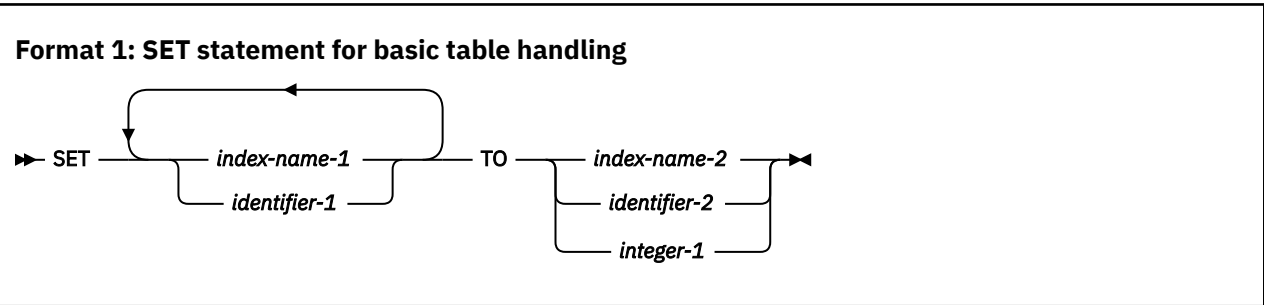 Format 1: SET statement for basic table handling
SET index-name-1 TO index-name-2
identifier-1 identifier-2
integer-1